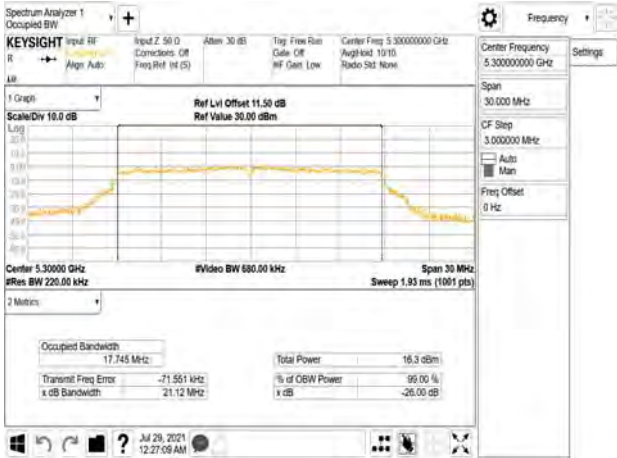 Spectrum Analyzer 1
Occupied BW
+
Frequency
KEYSIGHT Input: RF
Input Z: 50 Ω
Atten: 30 dB
Trig: Free Run
Center Freq: 5.300000000 GHz
R
Corrections: Off
Gate: Off
Avg|Hold: 10/10
Align: Auto
Freq Ref: Int (S)
#IF Gain: Low
Radio Std: None
Center Frequency
5.300000000 GHz
Settings
Span
30.000 MHz
CF Step
3.000000 MHz
Auto
Man
Freq Offset
0 Hz
1 Graph
Ref Lvl Offset 11.50 dB
Scale/Div 10.0 dB
Ref Value 30.00 dBm
Log
Center 5.30000 GHz
#Video BW 680.00 kHz
Span 30 MHz
#Res BW 220.00 kHz
Sweep 1.93 ms (1001 pts)
2 Metrics
Occupied Bandwidth
17.745 MHz
Total Power
16.3 dBm
Transmit Freq Error
-71.551 kHz
% of OBW Power
99.00 %
x dB Bandwidth
21.12 MHz
x dB
-26.00 dB
?
Jul 29, 2021
12:27:09 AM